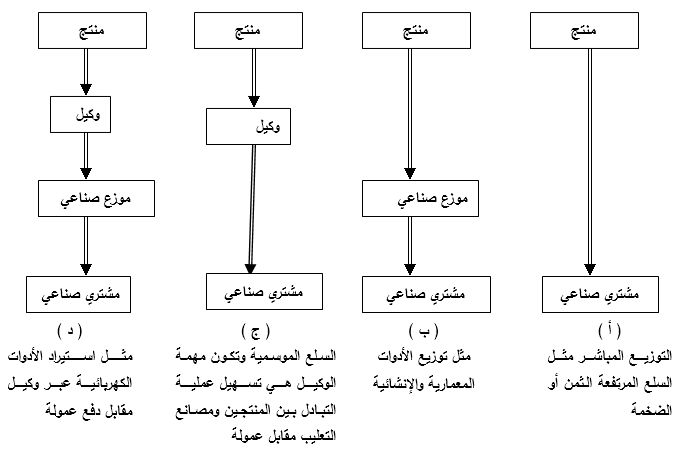 منتج
مشتري صناعي
( أ )
التوزيع المباشر مثل
السلع المرتفعة الثمن أو
الضخمة
منتج
موزع صناعي
مشتري صناعي
( ب )
مثل توزيع الأدوات
المعمارية والإنشائية
منتج
وكيل
مشتري صناعي
( ج )
السلع الموسمية وتكون مهمة
الوكيل هي تسهيل عملية
التبادل بين المنتجين ومصانع
التعليب مقابل عمولة
منتج
وكيل
موزع صناعي
مشتري صناعي
( د )
مثل استيراد الأدوات
الكهربائية عبر وكيل
مقابل دفع عمولة